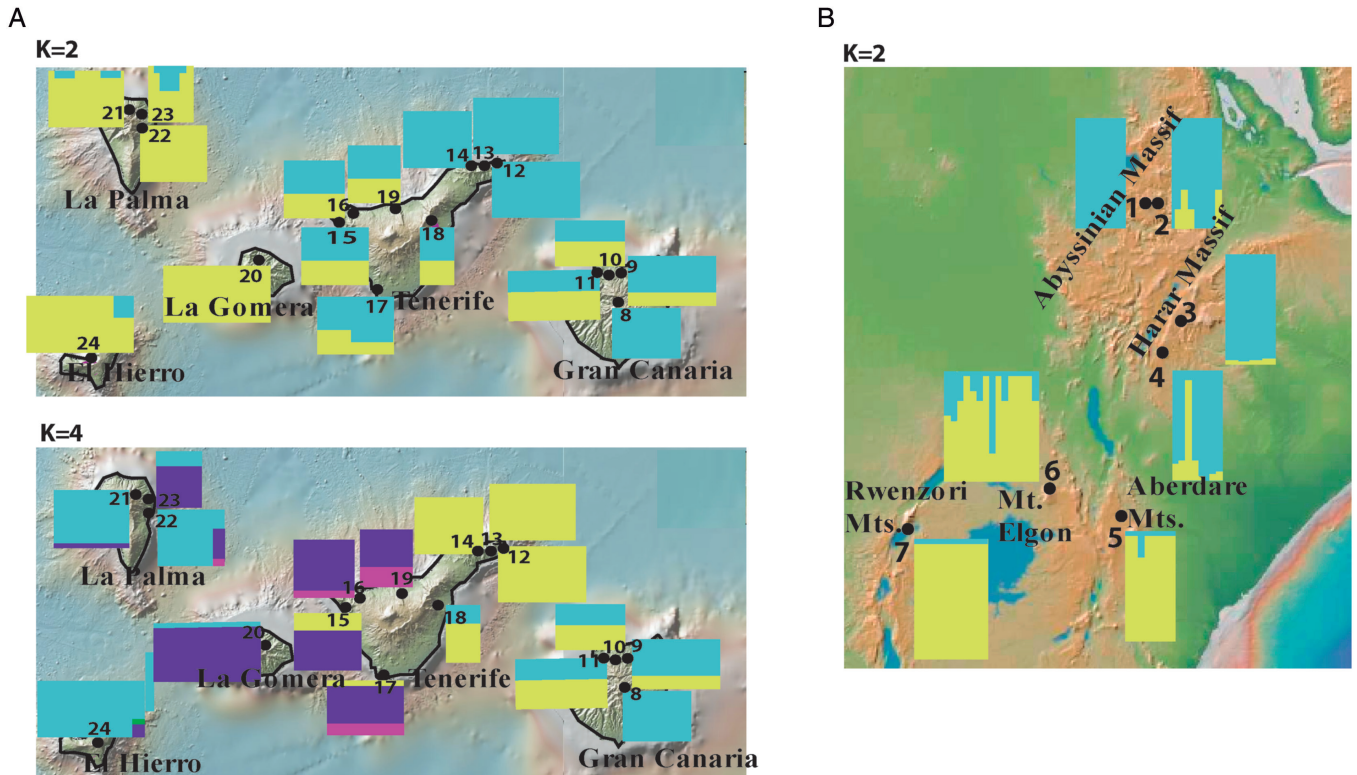 A
K=2
21
23
22
La Palma
14
13
12
16
19
15
18
20
La Gomera
17
Tenerife
10
9
11
8
24
El Hierro
Gran Canaria
K=4
21
23
22
La Palma
14
13
12
16
19
15
18
20
La Gomera
17
Tenerife
10
9
11
8
24
El Hierro
Gran Canaria
B
K=2
Abyssinian Massif
1
2
Harar Massif
3
4
6
Rwenzori
Mts.
Mt.
Elgon
Aberdare
Mts.
5
7